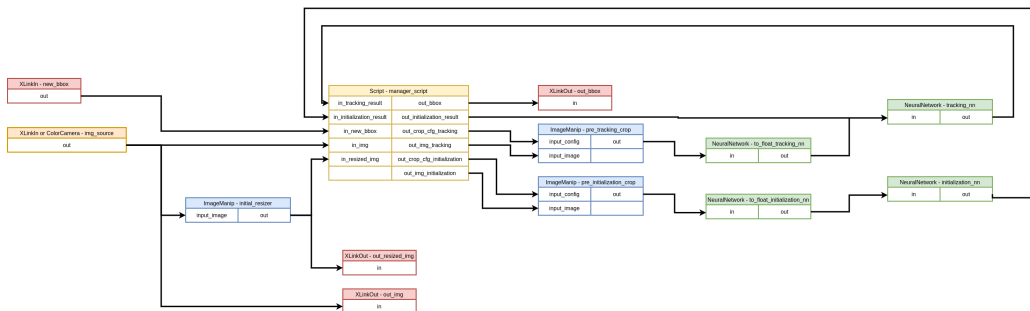 XLinkIn - new_bbox
out
XLinkIn or ColorCamera - img_source
out
ImageManip - initial_resizer
input_image out
Script - manager_script
in_tracking_result out_bbox
in_initialization_result out_initialization_result
in_new_bbox out_crop_cfg_tracking
in_img out_img_tracking
in_resized_img out_crop_cfg_initialization
out_img_initialization
XLinkOut - out_resized_img
in
XLinkOut - out_img
in
XLinkOut - out_bbox
in
ImageManip - pre_tracking_crop
input_config out
input_image
ImageManip - pre_initialization_crop
input_config out
input_image
NeuralNetwork - to_float_tracking_nn
in out
NeuralNetwork - to_float_initialization_nn
in out
NeuralNetwork - tracking_nn
in out
NeuralNetwork - initialization_nn
in out